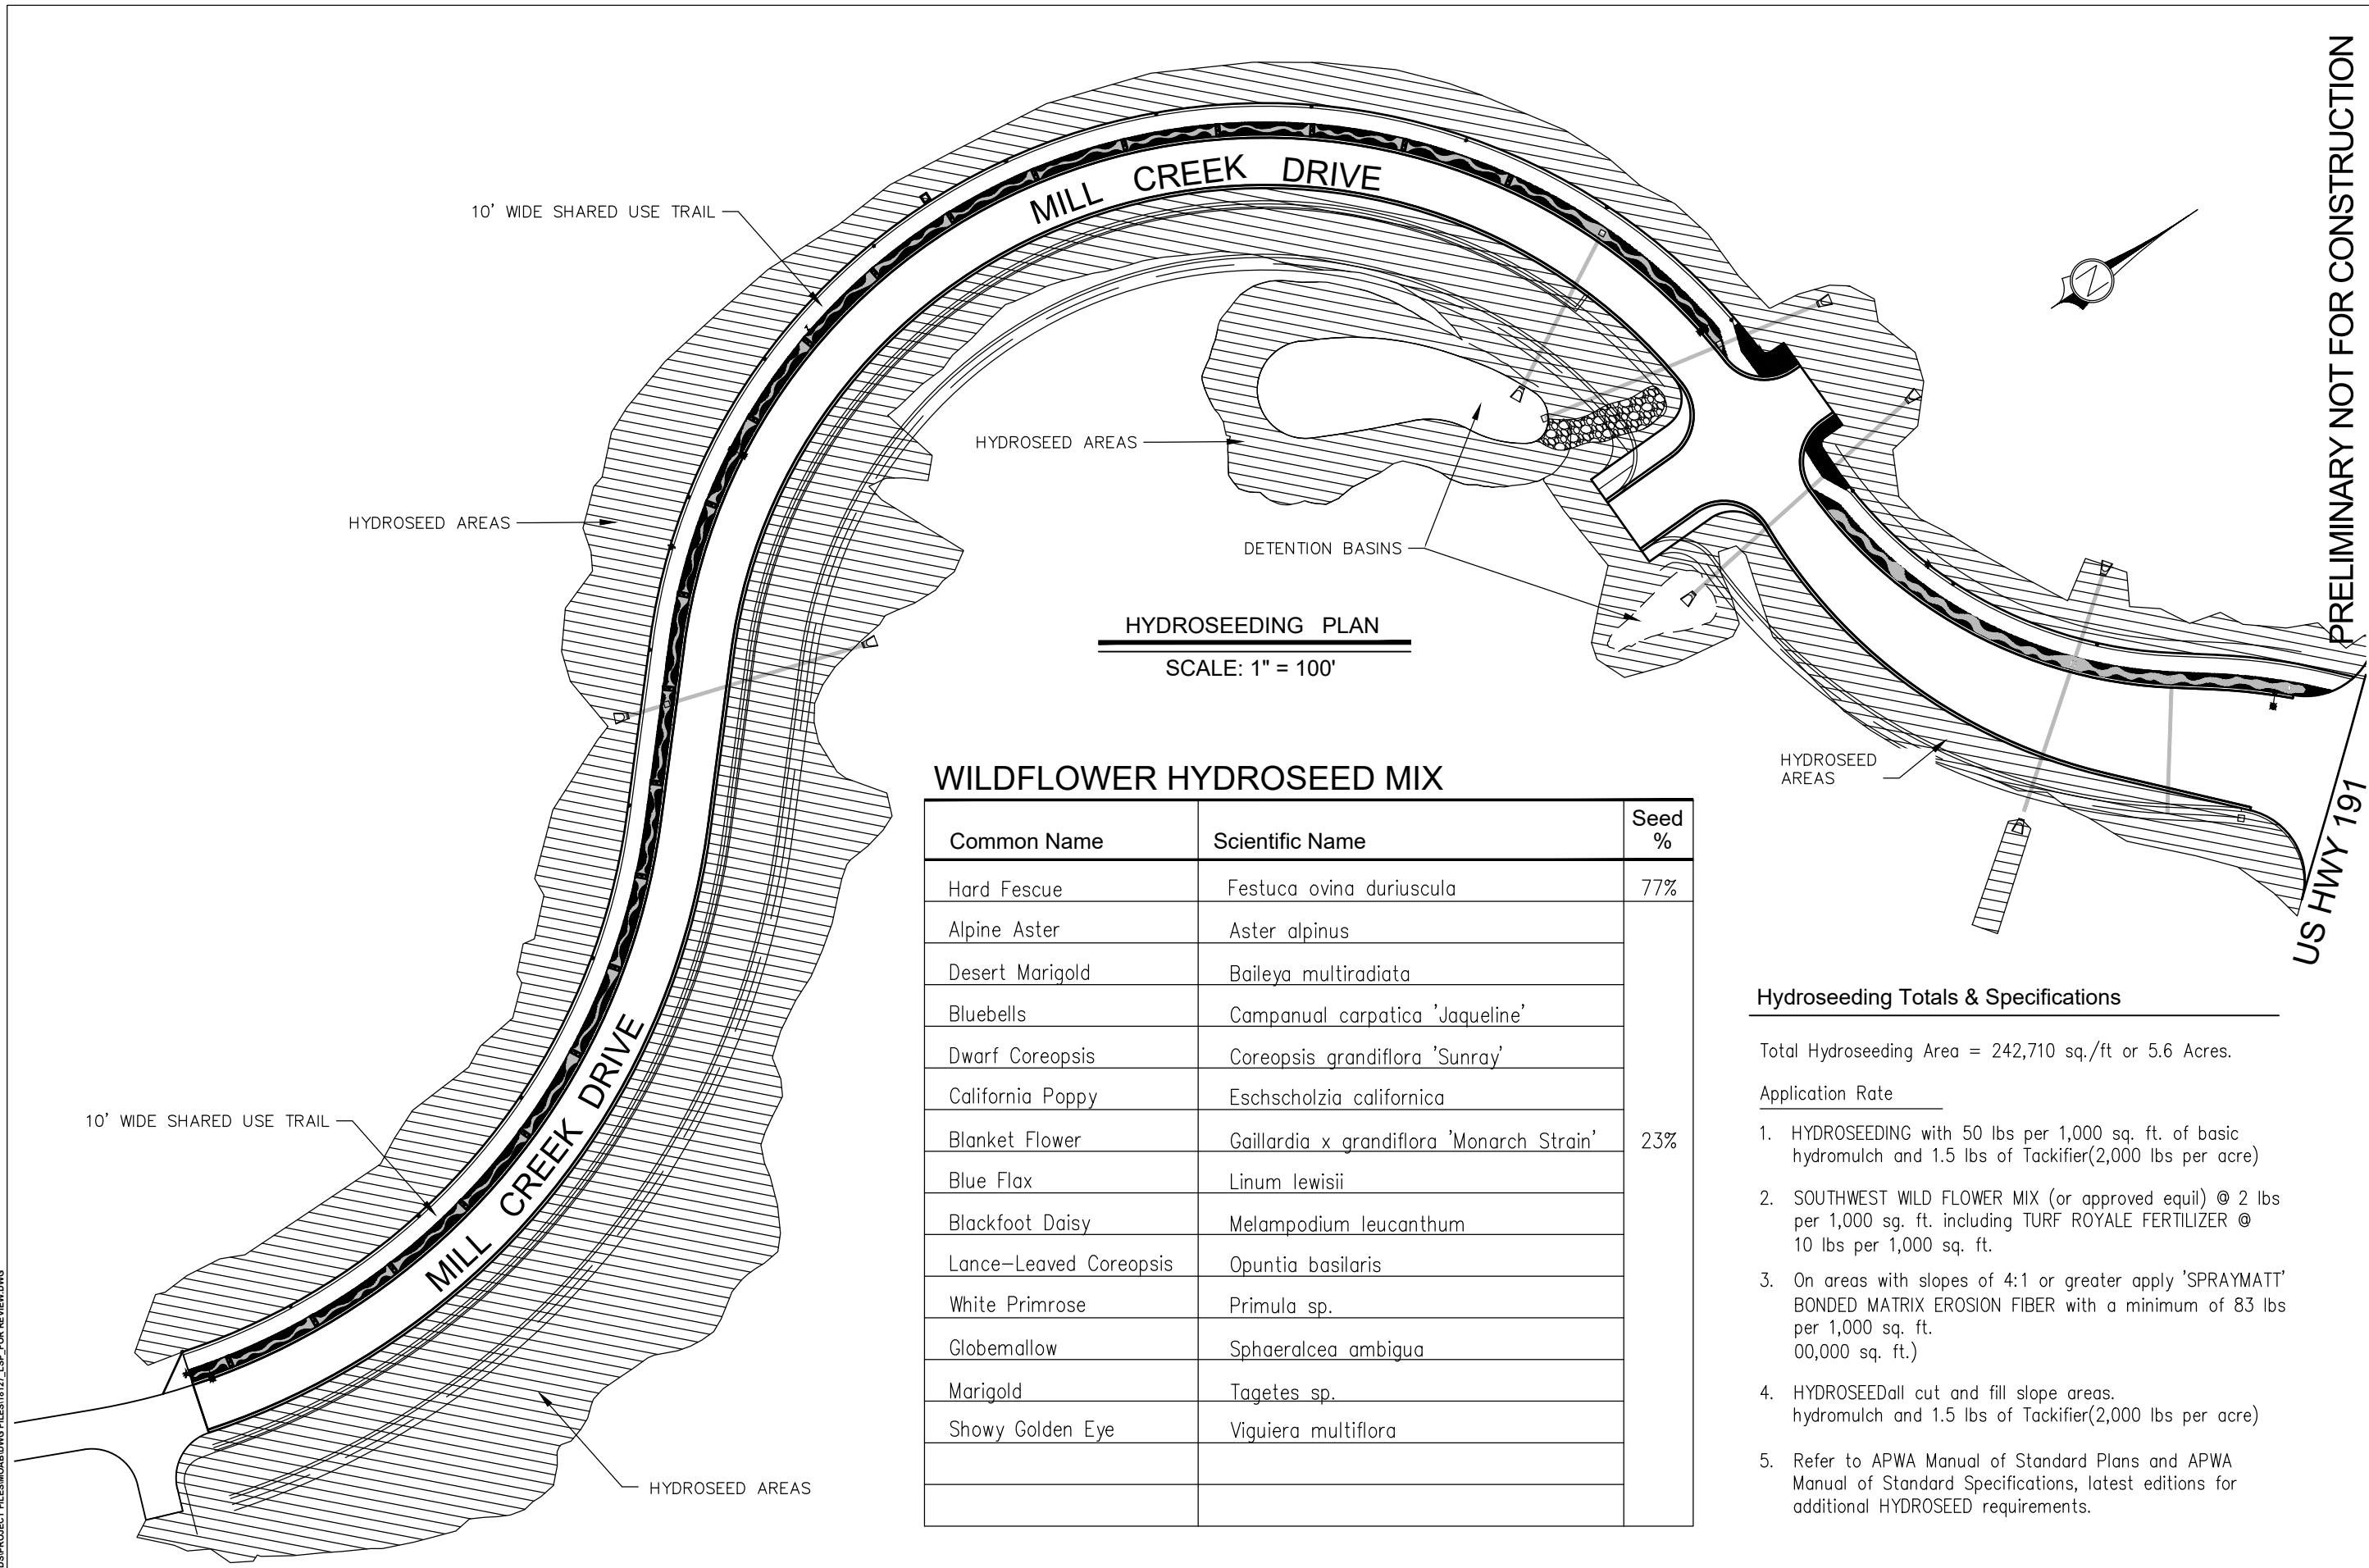 PRELIMINARY NOT FOR CONSTRUCTION
MILL CREEK DRIVE
10' WIDE SHARED USE TRAIL
HYDROSEED AREAS
HYDROSEED AREAS
DETENTION BASINS
HYDROSEEDING PLAN
SCALE: 1" = 100'
HYDROSEED
AREAS
US HWY 191
MILL CREEK DRIVE
10' WIDE SHARED USE TRAIL
HYDROSEED AREAS
WILDFLOWER HYDROSEED MIX
Common Name Scientific Name Seed %
Hard Fescue Festuca ovina duriuscula 77%
Alpine Aster Aster alpinus
Desert Marigold Baileya multiradiata
Bluebells Campanual carpatica 'Jaqueline'
Dwarf Coreopsis Coreopsis grandiflora 'Sunray'
California Poppy Eschscholzia californica
Blanket Flower Gaillardia x grandiflora 'Monarch Strain' 23%
Blue Flax Linum lewisii
Blackfoot Daisy Melampodium leucanthum
Lance-Leaved Coreopsis Opuntia basilaris
White Primrose Primula sp.
Globemallow Sphaeralcea ambigua
Marigold Tagetes sp.
Showy Golden Eye Viguiera multiflora
Hydroseeding Totals & Specifications
Total Hydroseeding Area = 242,710 sq./ft or 5.6 Acres.
Application Rate
1. HYDROSEEDING with 50 lbs per 1,000 sq. ft. of basic
hydromulch and 1.5 lbs of Tackifier(2,000 lbs per acre)
2. SOUTHWEST WILD FLOWER MIX (or approved equil) @ 2 lbs
per 1,000 sq. ft. including TURF ROYALE FERTILIZER @
10 lbs per 1,000 sq. ft.
3. On areas with slopes of 4:1 or greater apply 'SPRAYMATT'
BONDED MATRIX EROSION FIBER with a minimum of 83 lbs
per 1,000 sq. ft.
00,000 sq. ft.)
4. HYDROSEEDall cut and fill slope areas.
hydromulch and 1.5 lbs of Tackifier(2,000 lbs per acre)
5. Refer to APWA Manual of Standard Plans and APWA
Manual of Standard Specifications, latest editions for
additional HYDROSEED requirements.